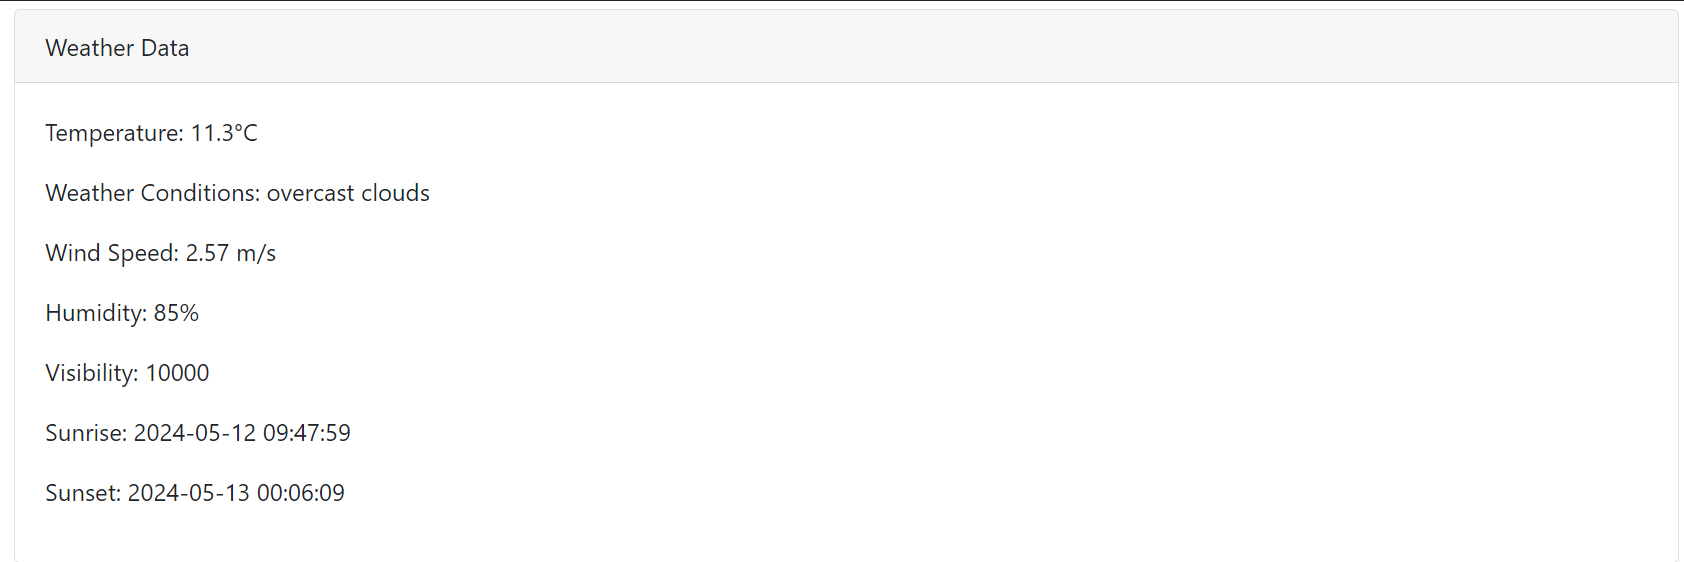 Weather Data
Temperature: 11.3°C
Weather Conditions: overcast clouds
Wind Speed: 2.57 m/s
Humidity: 85%
Visibility: 10000
Sunrise: 2024-05-12 09:47:59
Sunset: 2024-05-13 00:06:09